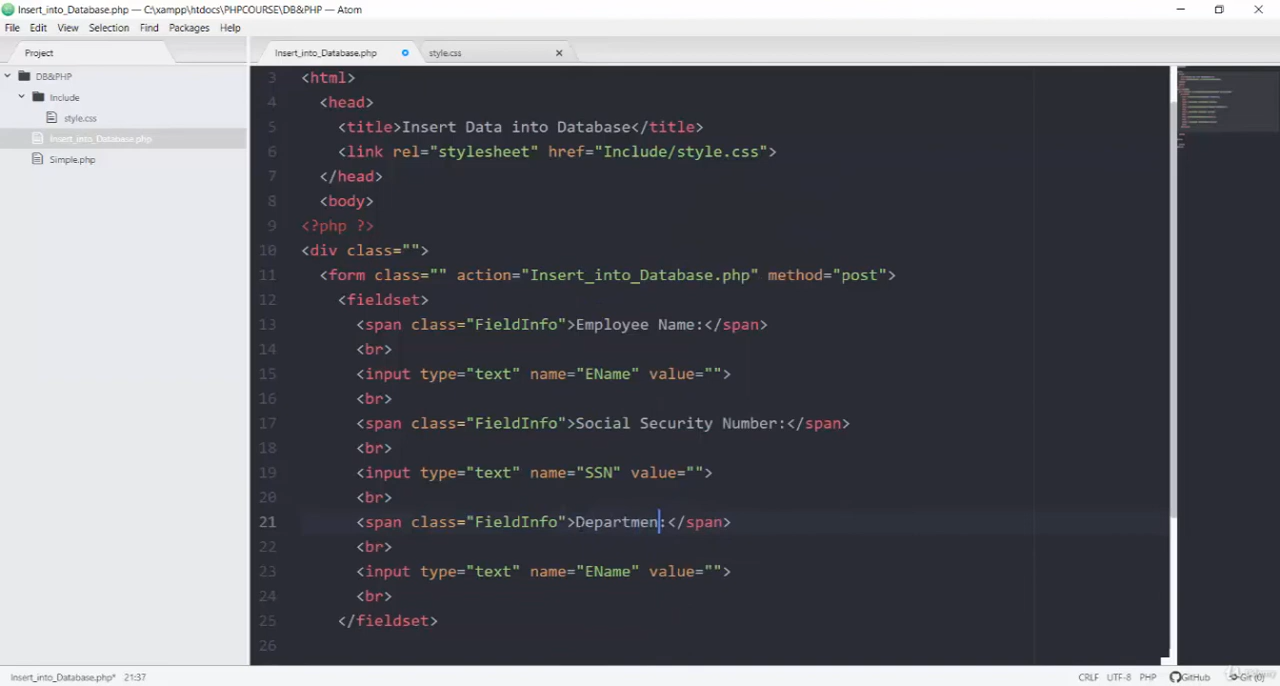 Insert_into_Database.php — C:\xampp\htdocs\PHPCOURSE\DB&PHP — Atom
File Edit View Selection Find Packages Help
Project
Insert_into_Database.php
style.css
DB&PHP
Include
style.css
Insert_into_Database.php
Simple.php
3 <html>
4 <head>
5 <title>Insert Data into Database</title>
6 <link rel="stylesheet" href="Include/style.css">
7 </head>
8 <body>
9 <?php ?>
10 <div class="">
11 <form class="" action="Insert_into_Database.php" method="post">
12 <fieldset>
13 <span class="FieldInfo">Employee Name:</span>
14 <br>
15 <input type="text" name="EName" value="">
16 <br>
17 <span class="FieldInfo">Social Security Number:</span>
18 <br>
19 <input type="text" name="SSN" value="">
20 <br>
21 <span class="FieldInfo">Departmen:</span>
22 <br>
23 <input type="text" name="EName" value="">
24 <br>
25 </fieldset>
26
Insert_into_Database.php* 21:37
CRLF UTF-8 PHP GitHub Git (0)